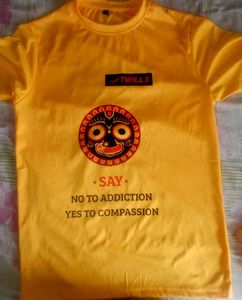 TWILLS
• SAY •
NO TO ADDICTION
YES TO COMPASSION